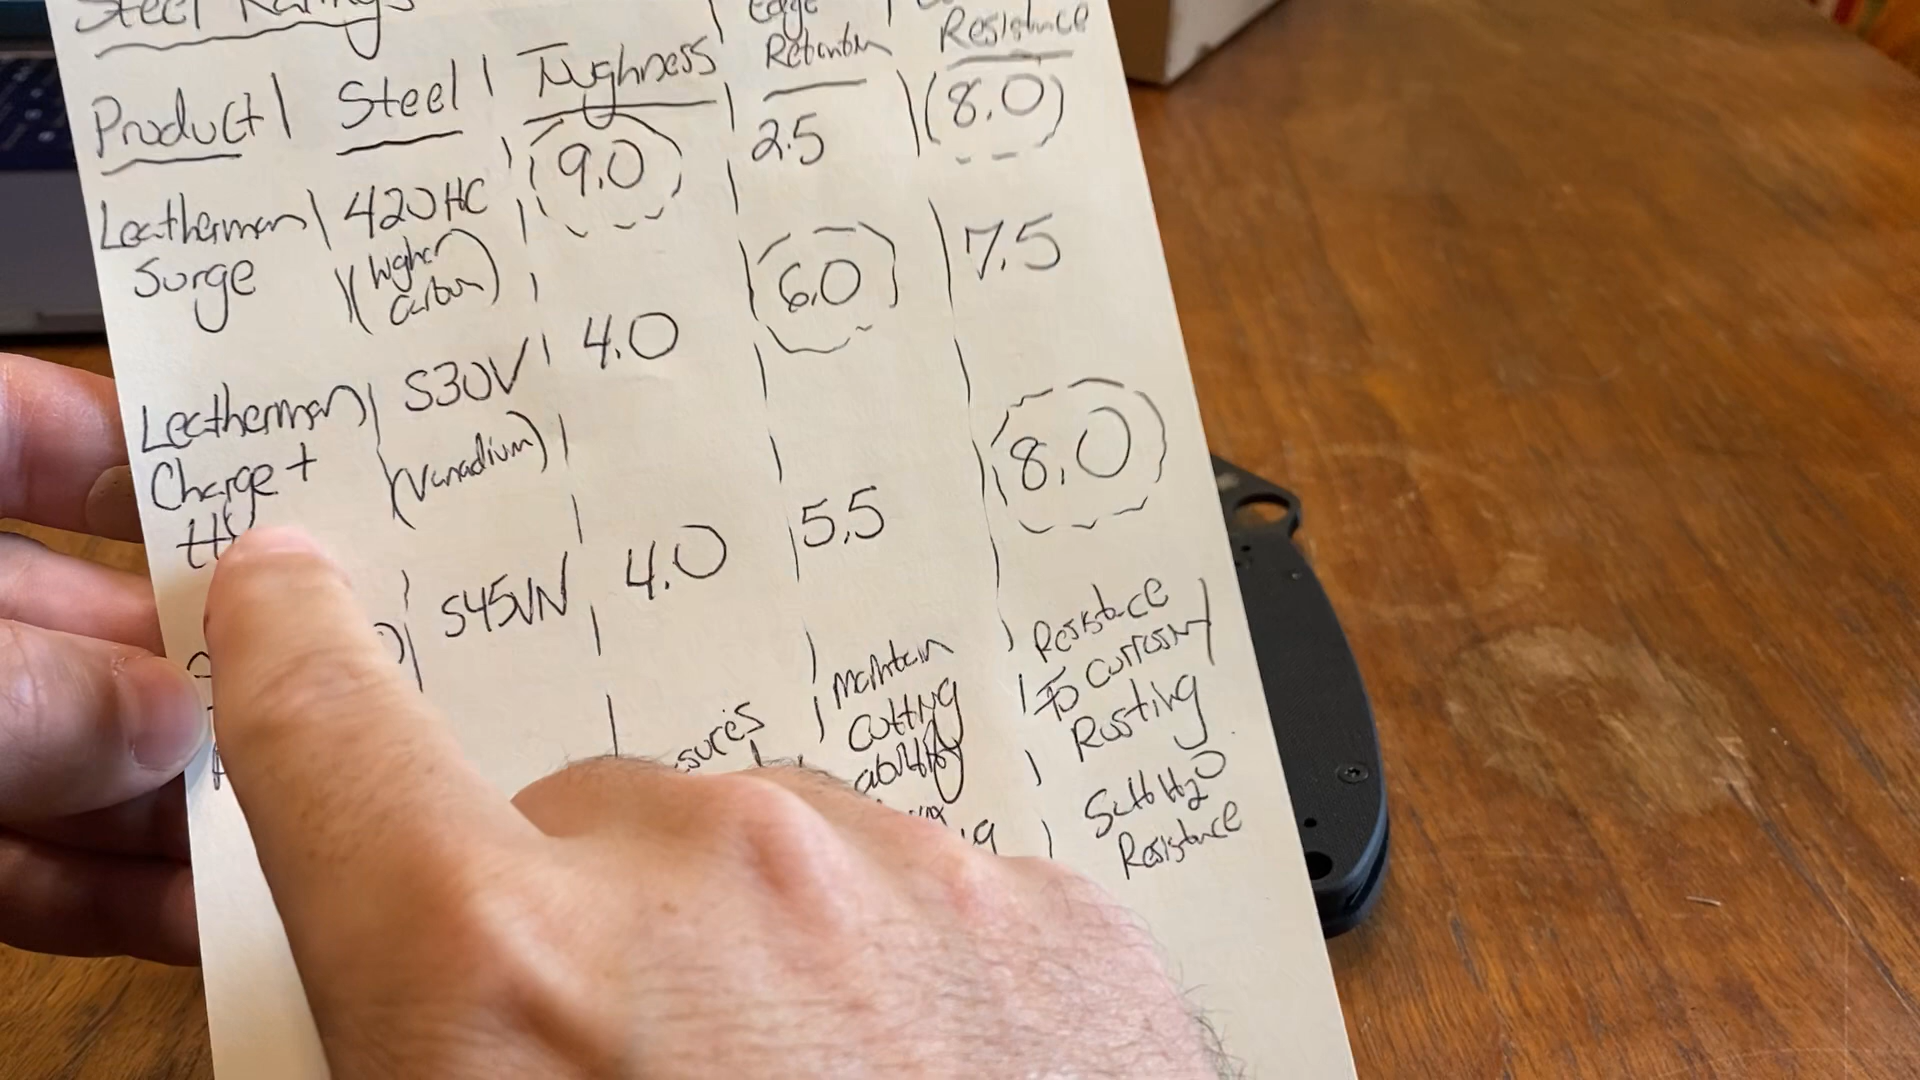 Steel Ratings
Edge
Product | Steel | Toughness | Retention | Resistance
Leatherman | 420HC | (9.0) | 2.5 | (8.0)
Surge (higher
carbon)
Leatherman | S30V | 4.0 | (6.0) | 7.5
Charge + (Vanadium)
S45VN | 4.0 | 5.5 | (8.0)
Maintain
cutting
ability
Resistance
to corrosion
Rusting
Salt H2O
Resistance